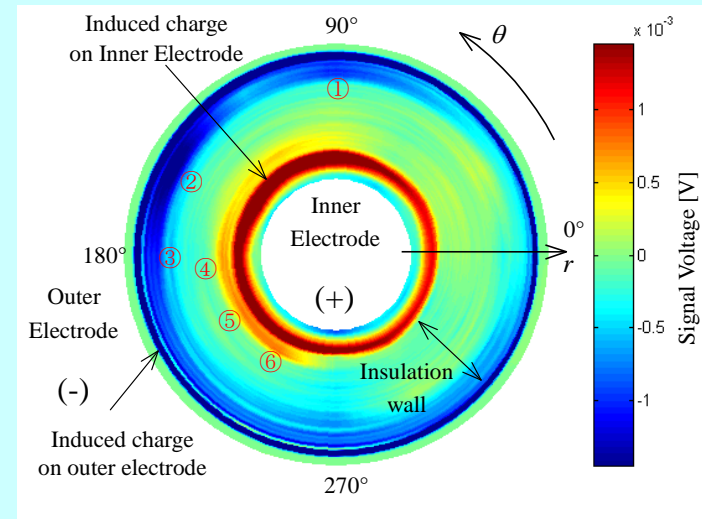 Induced charge
on Inner Electrode
90°
θ
× 10⁻³
①
②
③
④
⑤
⑥
Inner
Electrode
(+)
0°
r
180°
Outer
Electrode
(-)
Insulation
wall
Induced charge
on outer electrode
270°
1
0.5
0
-0.5
-1
Signal Voltage [V]